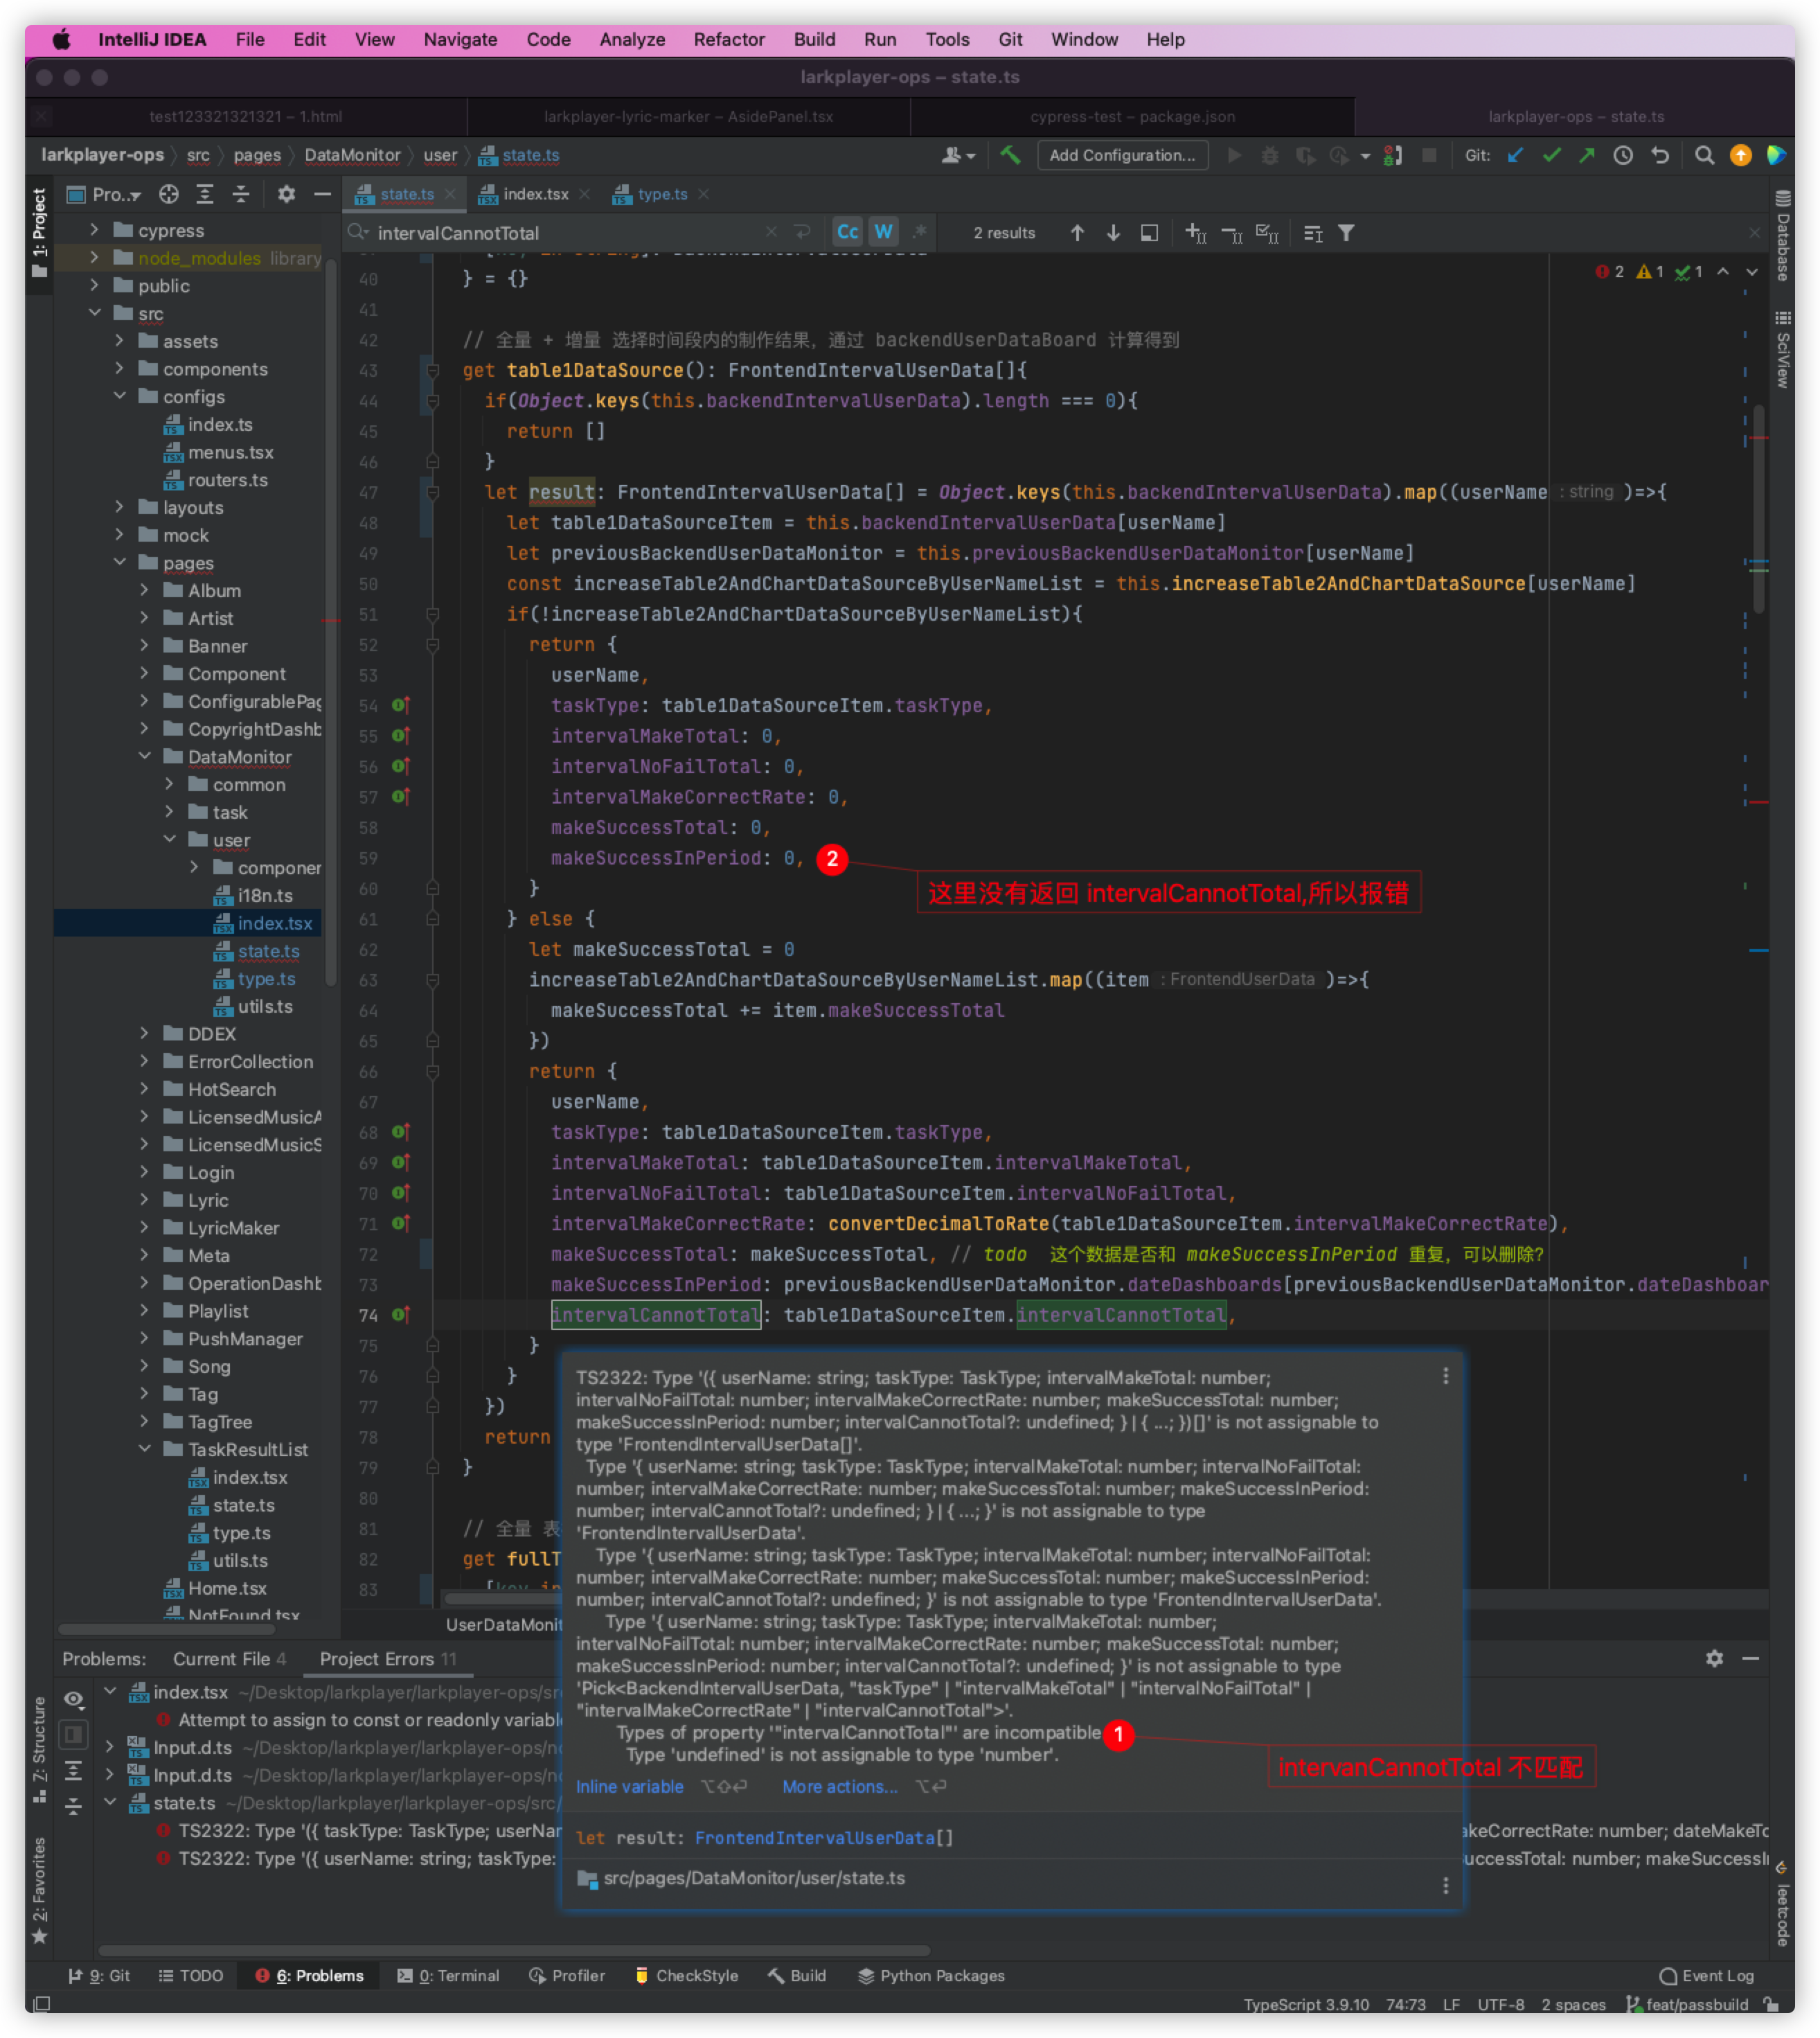 IntelliJ IDEA File Edit View Navigate Code Analyze Refactor Build Run Tools Git Window Help
larkplayer-ops – state.ts
test123321321321 – 1.html
larkplayer-lyric-marker – AsidePanel.tsx
cypress-test – package.json
larkplayer-ops – state.ts
larkplayer-ops src pages DataMonitor user state.ts
Add Configuration...
Git:
1: Project
Pro..
state.ts
index.tsx
type.ts
intervalCannotTotal
Cc W .*
2 results
cypress
node_modules library
public
src
assets
components
configs
index.ts
menus.tsx
routers.ts
layouts
mock
pages
Album
Artist
Banner
Component
ConfigurablePag
CopyrightDashb
DataMonitor
common
task
user
componer
i18n.ts
index.tsx
state.ts
type.ts
utils.ts
DDEX
ErrorCollection
HotSearch
LicensedMusicA
LicensedMusicS
Login
Lyric
LyricMaker
Meta
OperationDashb
Playlist
PushManager
Song
Tag
TagTree
TaskResultList
index.tsx
state.ts
type.ts
utils.ts
Home.tsx
NotFound.tsx
2 1 1
40 } = {}
41
42 // 全量 + 增量 选择时间段内的制作结果，通过 backendUserDataBoard 计算得到
43 get table1DataSource(): FrontendIntervalUserData[]{
44 if(Object.keys(this.backendIntervalUserData).length === 0){
45 return []
46 }
47 let result: FrontendIntervalUserData[] = Object.keys(this.backendIntervalUserData).map((userName : string )=>{
48 let table1DataSourceItem = this.backendIntervalUserData[userName]
49 let previousBackendUserDataMonitor = this.previousBackendUserDataMonitor[userName]
50 const increaseTable2AndChartDataSourceByUserNameList = this.increaseTable2AndChartDataSource[userName]
51 if(!increaseTable2AndChartDataSourceByUserNameList){
52 return {
53 userName,
54 taskType: table1DataSourceItem.taskType,
55 intervalMakeTotal: 0,
56 intervalNoFailTotal: 0,
57 intervalMakeCorrectRate: 0,
58 makeSuccessTotal: 0,
59 makeSuccessInPeriod: 0,
2
这里没有返回 intervalCannotTotal,所以报错
60 }
61 } else {
62 let makeSuccessTotal = 0
63 increaseTable2AndChartDataSourceByUserNameList.map((item : FrontendUserData )=>{
64 makeSuccessTotal += item.makeSuccessTotal
65 })
66 return {
67 userName,
68 taskType: table1DataSourceItem.taskType,
69 intervalMakeTotal: table1DataSourceItem.intervalMakeTotal,
70 intervalNoFailTotal: table1DataSourceItem.intervalNoFailTotal,
71 intervalMakeCorrectRate: convertDecimalToRate(table1DataSourceItem.intervalMakeCorrectRate),
72 makeSuccessTotal: makeSuccessTotal, // todo 这个数据是否和 makeSuccessInPeriod 重复，可以删除?
73 makeSuccessInPeriod: previousBackendUserDataMonitor.dateDashboards[previousBackendUserDataMonitor.dateDashboar
74 intervalCannotTotal: table1DataSourceItem.intervalCannotTotal,
75 }
76 }
77 })
78 return
79 }
80
81 // 全量 表
82 get fullT
83 [key in
UserDataMonit
TS2322: Type '({ userName: string; taskType: TaskType; intervalMakeTotal: number;
intervalNoFailTotal: number; intervalMakeCorrectRate: number; makeSuccessTotal: number;
makeSuccessInPeriod: number; intervalCannotTotal?: undefined; } | { ...; })[]' is not assignable to
type 'FrontendIntervalUserData[]'.
Type '{ userName: string; taskType: TaskType; intervalMakeTotal: number; intervalNoFailTotal:
number; intervalMakeCorrectRate: number; makeSuccessTotal: number; makeSuccessInPeriod:
number; intervalCannotTotal?: undefined; } | { ...; }' is not assignable to type
'FrontendIntervalUserData'.
Type '{ userName: string; taskType: TaskType; intervalMakeTotal: number; intervalNoFailTotal:
number; intervalMakeCorrectRate: number; makeSuccessTotal: number; makeSuccessInPeriod:
number; intervalCannotTotal?: undefined; }' is not assignable to type 'FrontendIntervalUserData'.
Type '{ userName: string; taskType: TaskType; intervalMakeTotal: number;
intervalNoFailTotal: number; intervalMakeCorrectRate: number; makeSuccessTotal: number;
makeSuccessInPeriod: number; intervalCannotTotal?: undefined; }' is not assignable to type
'Pick<BackendIntervalUserData, "taskType" | "intervalMakeTotal" | "intervalNoFailTotal" |
"intervalMakeCorrectRate" | "intervalCannotTotal">'.
Types of property '"intervalCannotTotal"' are incompatible
Type 'undefined' is not assignable to type 'number'.
1
intervanCannotTotal 不匹配
Inline variable ⌥⇧↩ More actions... ⌥↩
let result: FrontendIntervalUserData[]
src/pages/DataMonitor/user/state.ts
Problems: Current File 4 Project Errors 11
index.tsx ~/Desktop/larkplayer/larkplayer-ops/sr
Attempt to assign to const or readonly variabl
Input.d.ts ~/Desktop/larkplayer/larkplayer-ops/no
Input.d.ts ~/Desktop/larkplayer/larkplayer-ops/no
state.ts ~/Desktop/larkplayer/larkplayer-ops/src/
TS2322: Type '({ taskType: TaskType; userNar
akeCorrectRate: number; dateMakeTo
TS2322: Type '({ userName: string; taskType:
uccessTotal: number; makeSuccessI
Z: Structure
2: Favorites
Database
SciView
leetcode
9: Git TODO 6: Problems 0: Terminal Profiler CheckStyle Build Python Packages Event Log
TypeScript 3.9.10 74:73 LF UTF-8 2 spaces feat/passbuild